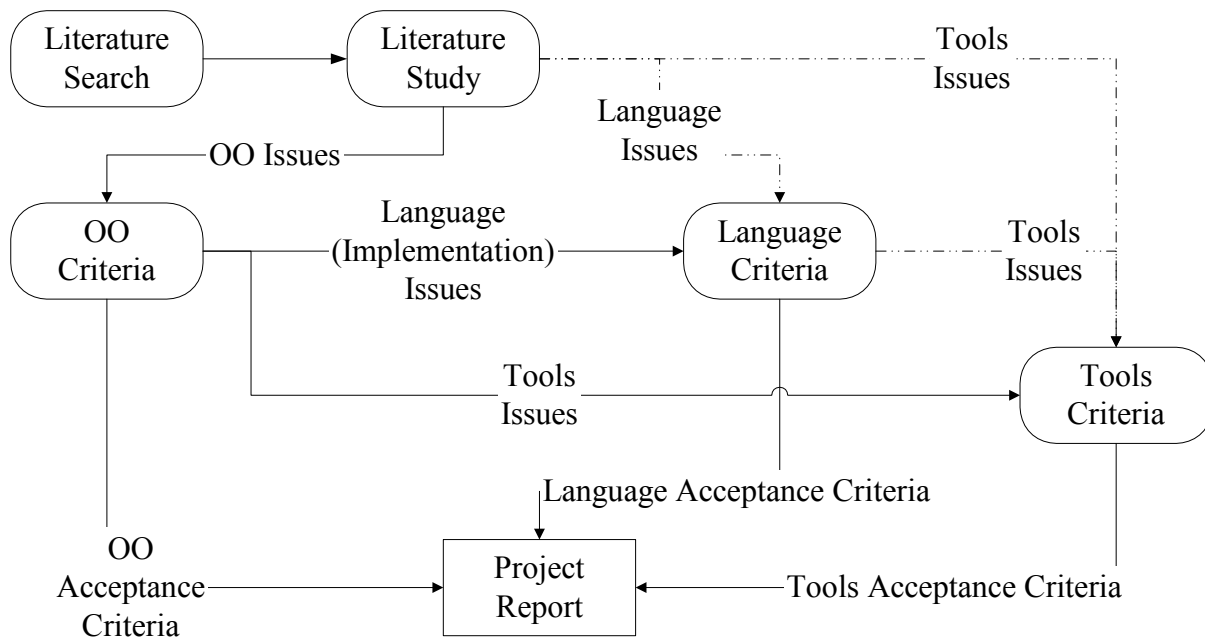 Literature
Search
Literature
Study
Tools
Issues
Language
Issues
OO Issues
OO
Criteria
Language
(Implementation)
Issues
Language
Criteria
Tools
Issues
Tools
Issues
Tools
Criteria
Language Acceptance Criteria
OO
Acceptance
Criteria
Project
Report
Tools Acceptance Criteria